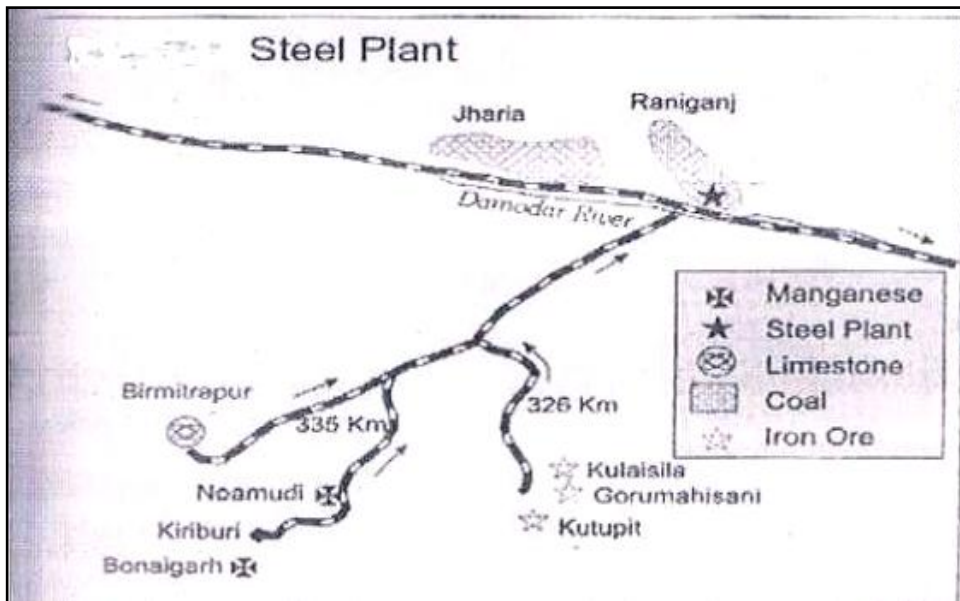 Steel Plant
Raniganj
Jharia
Damodar River
Manganese
Steel Plant
Limestone
Coal
Iron Ore
Birmitrapur
335 Km
326 Km
Kulaisila
Gorumahisani
Noamudi
Kiriburi
Kutupit
Bonaigarh